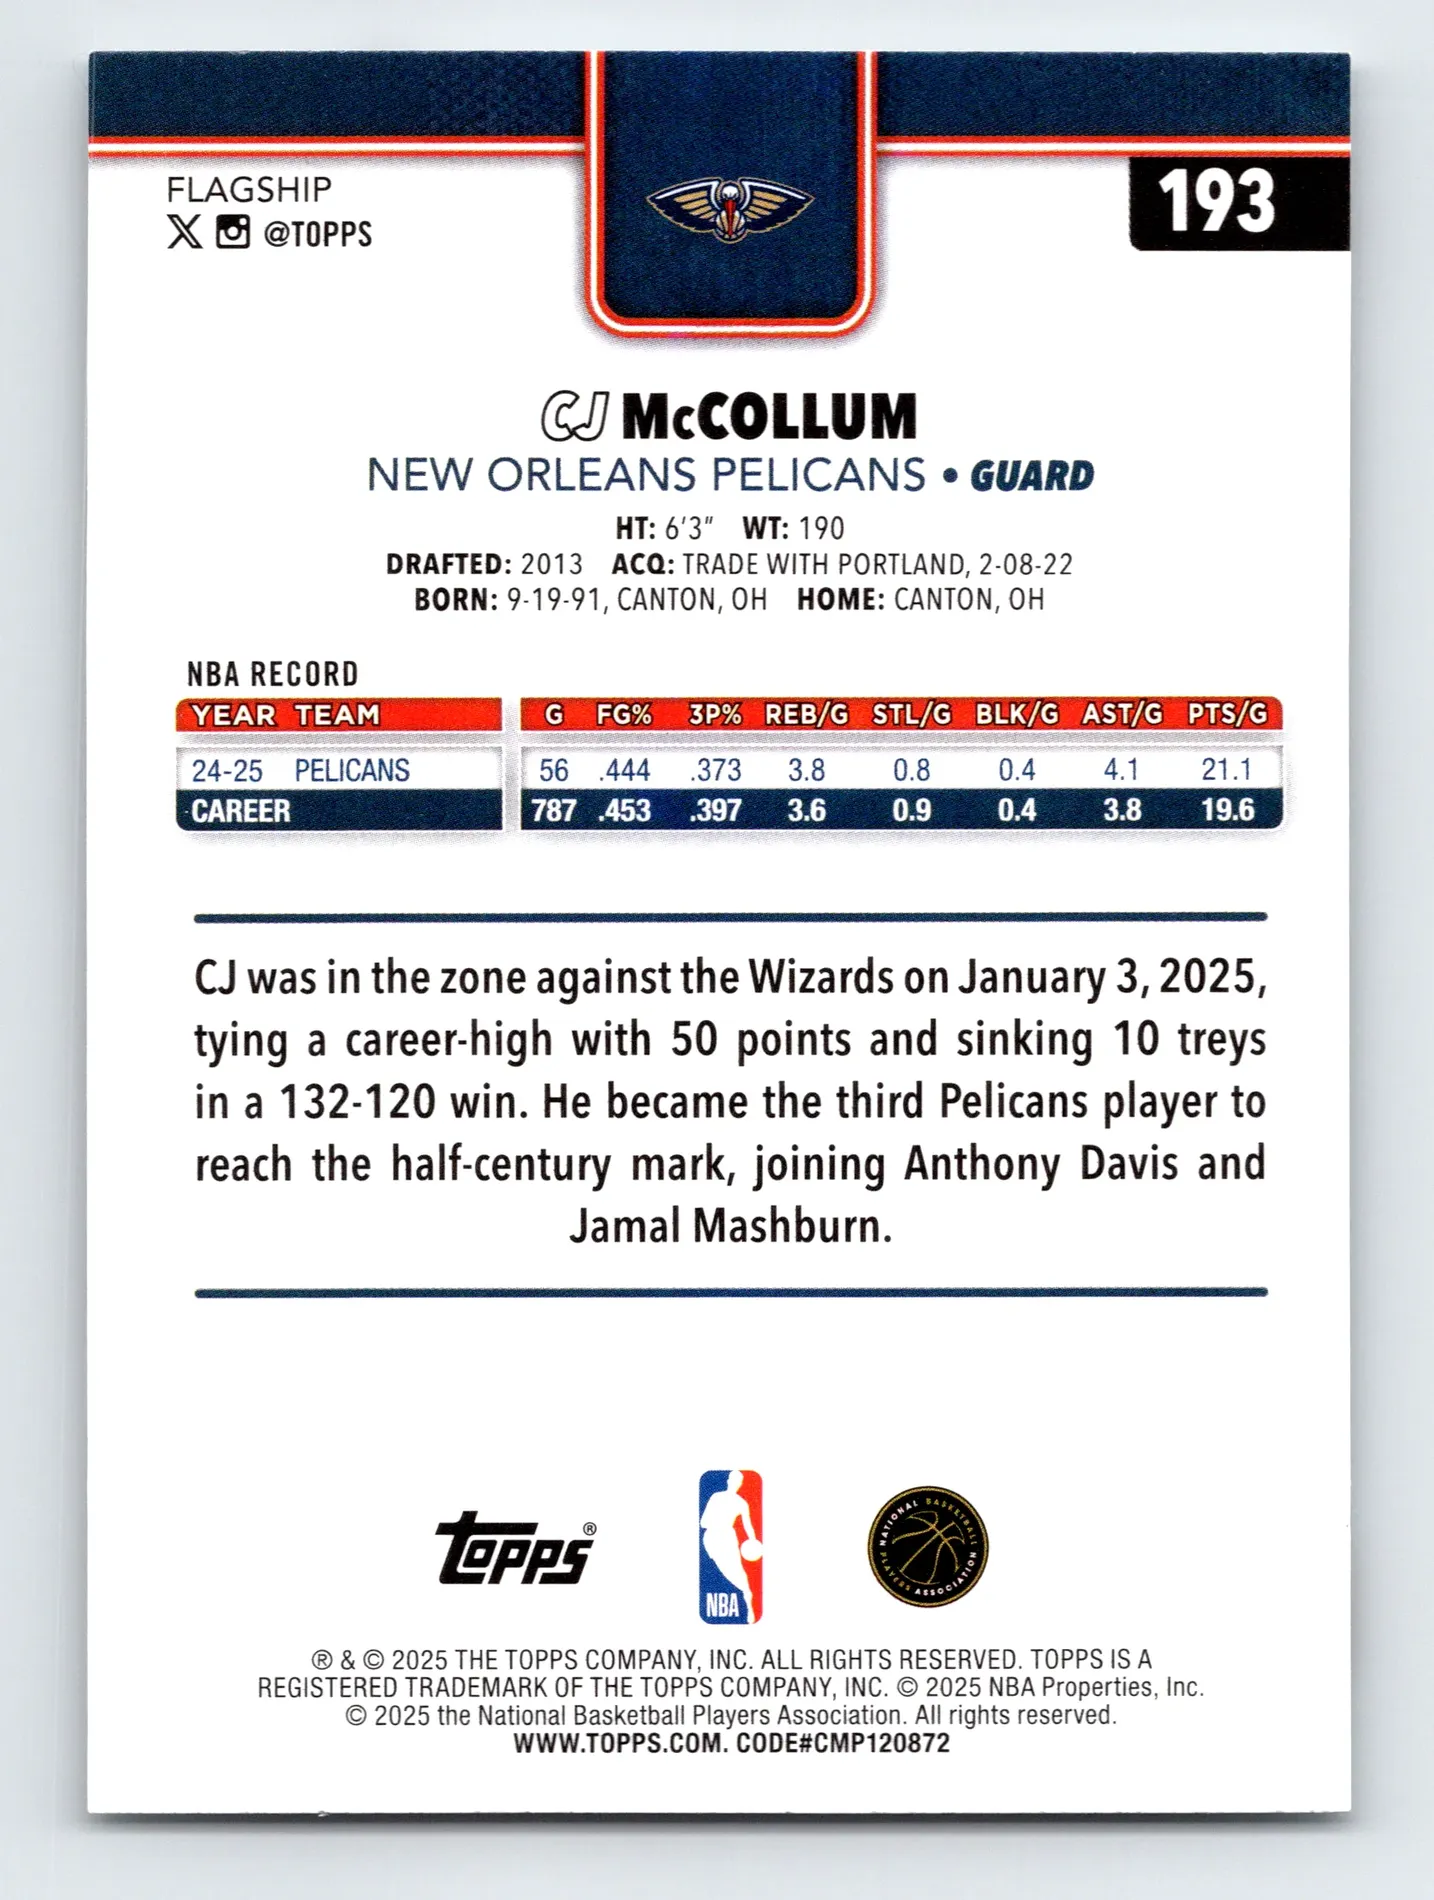 FLAGSHIP
193
@TOPPS
CJ McCOLLUM
NEW ORLEANS PELICANS • GUARD
HT: 6'3" WT: 190
DRAFTED: 2013 ACQ: TRADE WITH PORTLAND, 2-08-22
BORN: 9-19-91, CANTON, OH HOME: CANTON, OH
NBA RECORD
YEAR TEAM G FG% 3P% REB/G STL/G BLK/G AST/G PTS/G
24-25 PELICANS 56 .444 .373 3.8 0.8 0.4 4.1 21.1
CAREER 787 .453 .397 3.6 0.9 0.4 3.8 19.6
CJ was in the zone against the Wizards on January 3, 2025,
tying a career-high with 50 points and sinking 10 treys
in a 132-120 win. He became the third Pelicans player to
reach the half-century mark, joining Anthony Davis and
Jamal Mashburn.
topps®
NBA
NATIONAL BASKETBALL PLAYERS ASSOCIATION
® & © 2025 THE TOPPS COMPANY, INC. ALL RIGHTS RESERVED. TOPPS IS A
REGISTERED TRADEMARK OF THE TOPPS COMPANY, INC. © 2025 NBA Properties, Inc.
© 2025 the National Basketball Players Association. All rights reserved.
WWW.TOPPS.COM. CODE#CMP120872